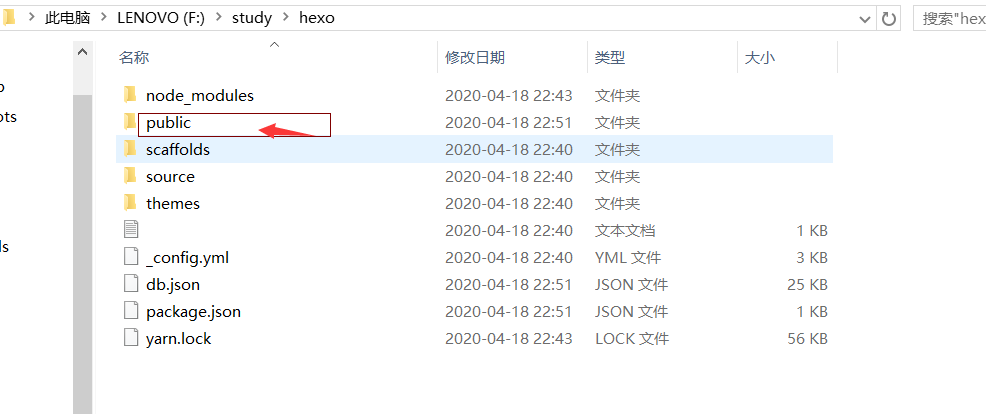 此电脑 > LENOVO (F:) > study > hexo 搜索"hex
名称 修改日期 类型 大小
node_modules 2020-04-18 22:43 文件夹
public 2020-04-18 22:51 文件夹
scaffolds 2020-04-18 22:40 文件夹
source 2020-04-18 22:40 文件夹
themes 2020-04-18 22:40 文件夹
2020-04-18 22:40 文本文档 1 KB
_config.yml 2020-04-18 22:40 YML 文件 3 KB
db.json 2020-04-18 22:51 JSON 文件 25 KB
package.json 2020-04-18 22:51 JSON 文件 1 KB
yarn.lock 2020-04-18 22:43 LOCK 文件 56 KB